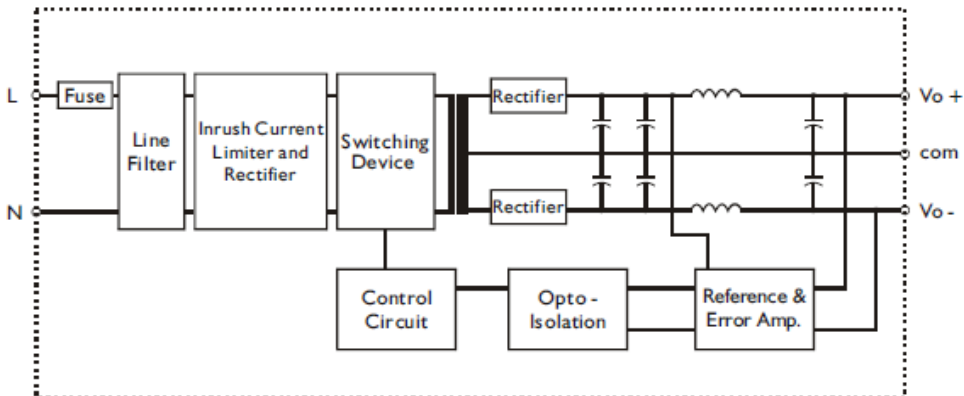 L
Fuse
Line
Filter
Inrush Current
Limiter and
Rectifier
Switching
Device
Rectifier
Vo +
com
N
Rectifier
Vo -
Control
Circuit
Opto -
Isolation
Reference &
Error Amp.